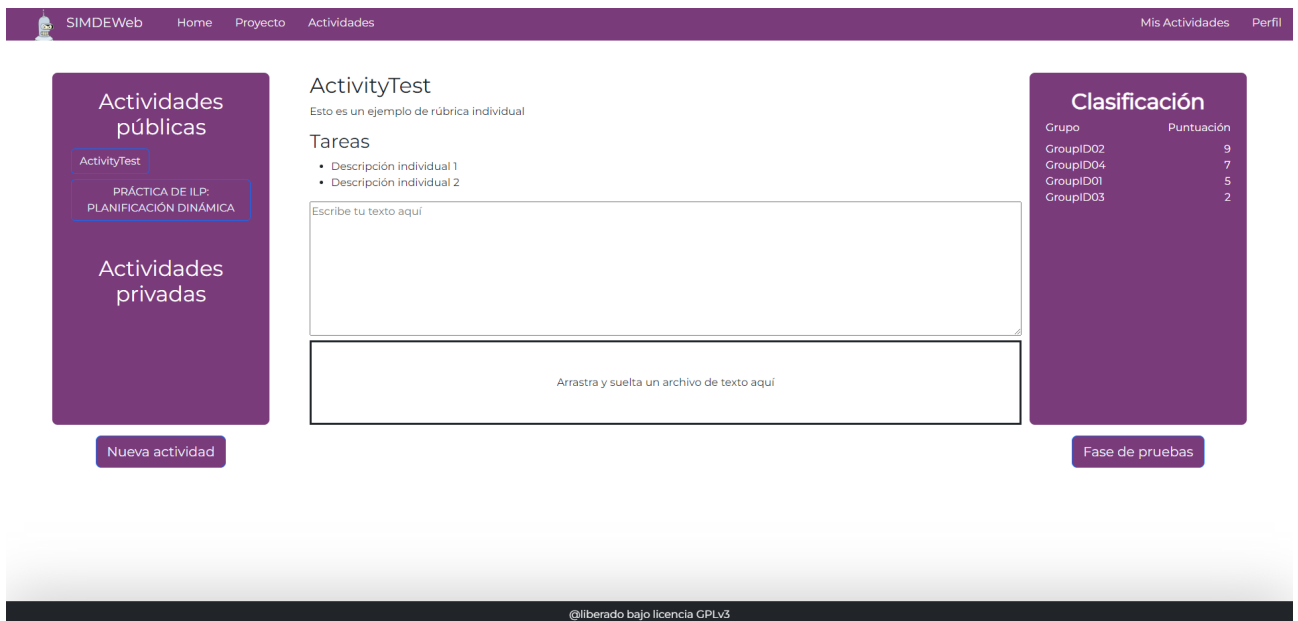 SIMDEWeb Home Proyecto Actividades Mis Actividades Perfil
Actividades
públicas
ActivityTest
PRÁCTICA DE ILP:
PLANIFICACIÓN DINÁMICA
Actividades
privadas
Nueva actividad
ActivityTest
Esto es un ejemplo de rúbrica individual
Tareas
• Descripción individual 1
• Descripción individual 2
Escribe tu texto aquí
Arrastra y suelta un archivo de texto aquí
Clasificación
Grupo Puntuación
GroupID02 9
GroupID04 7
GroupID01 5
GroupID03 2
Fase de pruebas
@liberado bajo licencia GPLv3